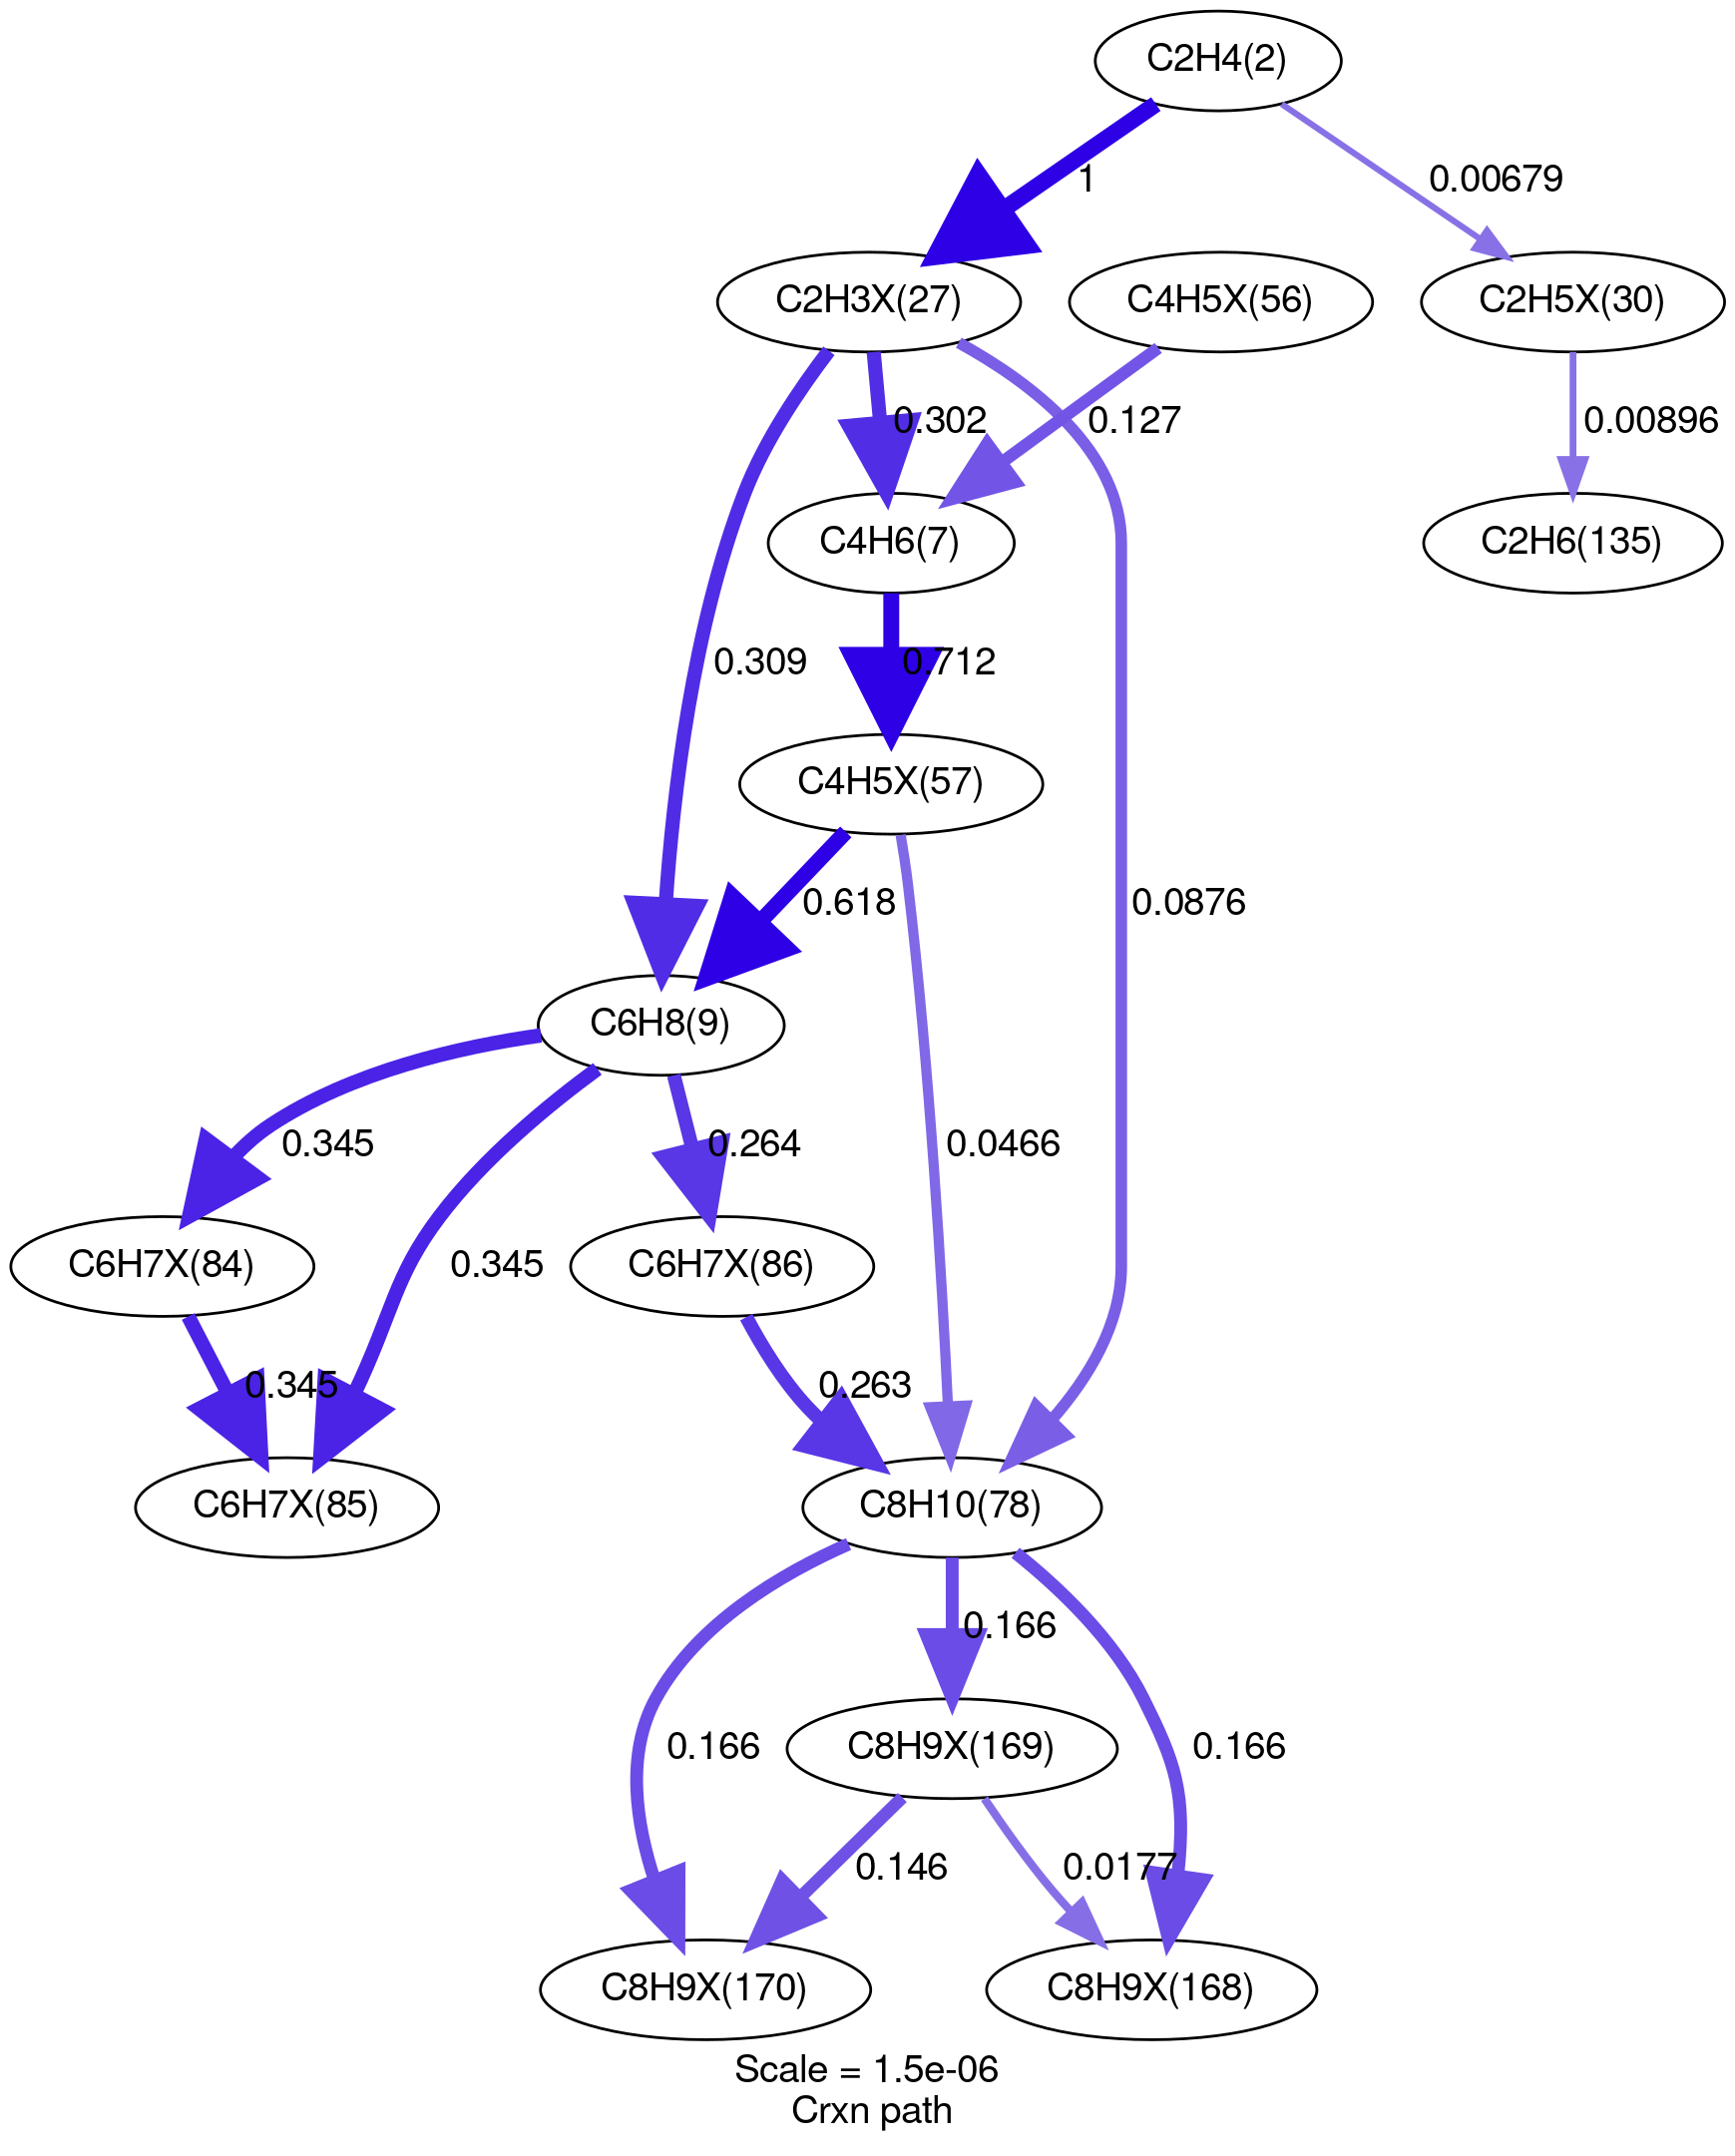 C2H4(2)
1
0.00679
C2H3X(27)
C4H5X(56)
C2H5X(30)
0.302
0.127
0.00896
C4H6(7)
C2H6(135)
0.309
0.712
C4H5X(57)
0.618
0.0876
C6H8(9)
0.345
0.264
0.0466
C6H7X(84)
0.345
C6H7X(86)
0.345
0.263
C6H7X(85)
C8H10(78)
0.166
0.166
C8H9X(169)
0.166
0.146
0.0177
C8H9X(170)
C8H9X(168)
Scale = 1.5e-06
Crxn path